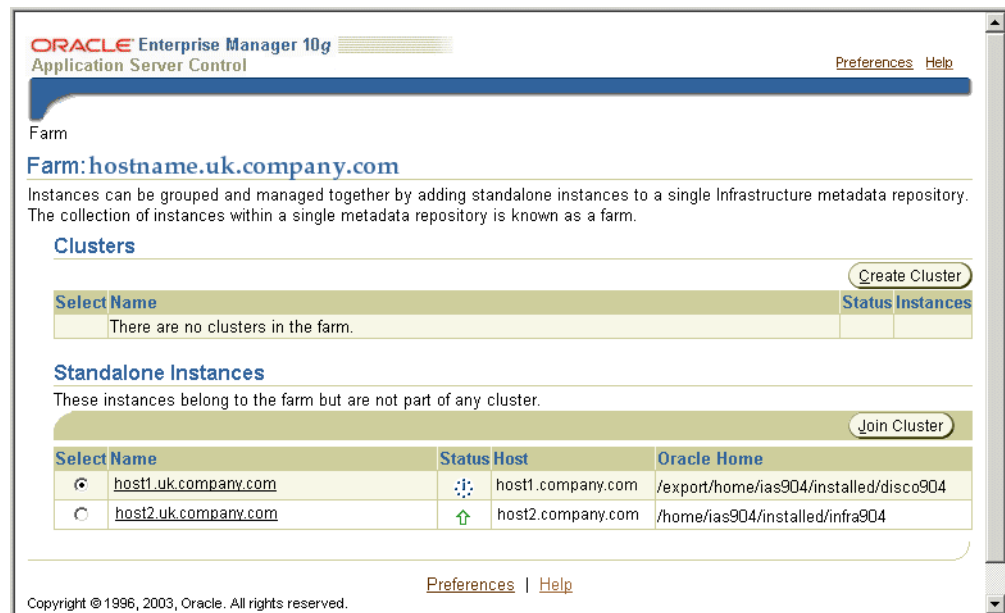 ORACLE Enterprise Manager 10g
Application Server Control
Preferences Help
Farm
Farm: hostname.uk.company.com
Instances can be grouped and managed together by adding standalone instances to a single Infrastructure metadata repository.
The collection of instances within a single metadata repository is known as a farm.
Clusters
Create Cluster
Select Name Status Instances
There are no clusters in the farm.
Standalone Instances
These instances belong to the farm but are not part of any cluster.
Join Cluster
Select Name Status Host Oracle Home
host1.uk.company.com host1.company.com /export/home/ias904/installed/disco904
host2.uk.company.com host2.company.com /home/ias904/installed/infra904
Preferences | Help
Copyright © 1996, 2003, Oracle. All rights reserved.